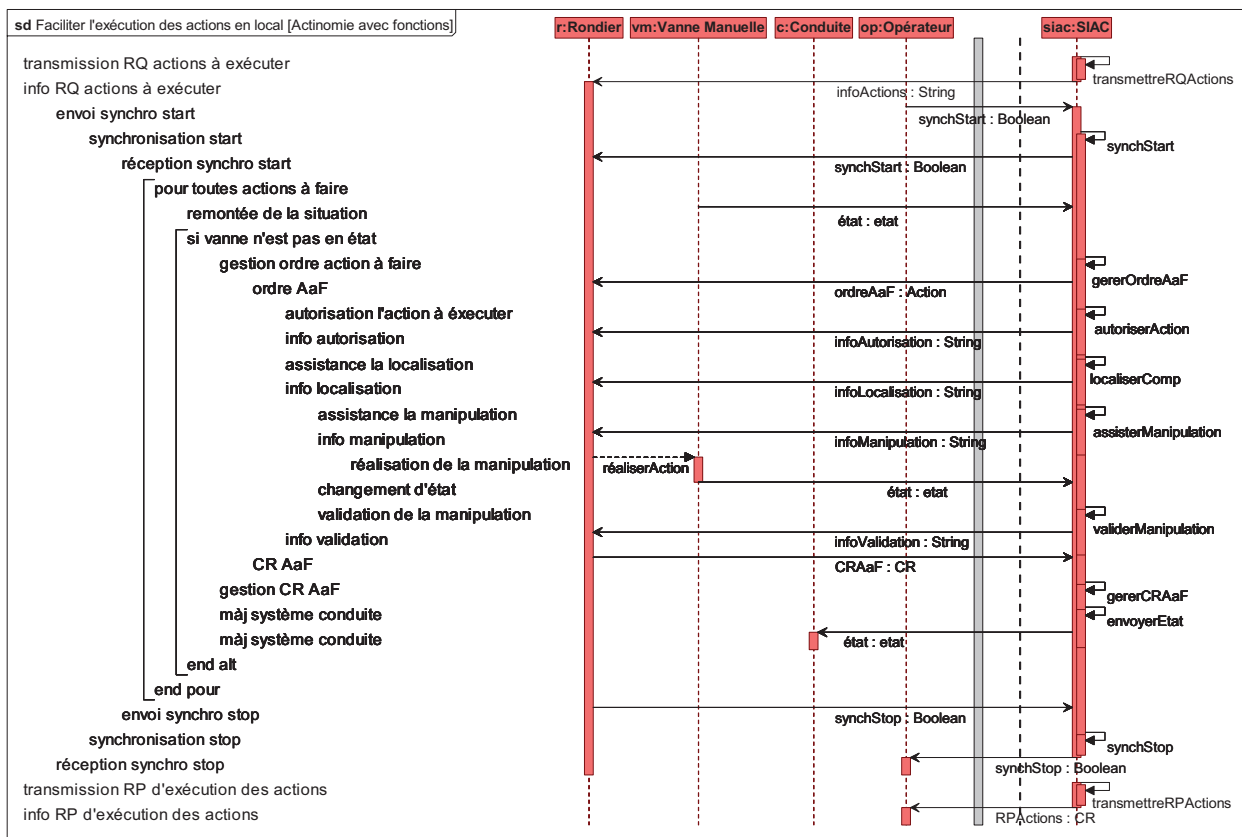 sd Faciliter l'exécution des actions en local [Actinomie avec fonctions]
r:Rondier
vm:Vanne Manuelle
c:Conduite
op:Opérateur
siac:SIAC
transmission RQ actions à exécuter
transmettreRQActions
info RQ actions à exécuter
infoActions : String
envoi synchro start
synchStart : Boolean
synchronisation start
synchStart
réception synchro start
synchStart : Boolean
pour toutes actions à faire
remontée de la situation
état : etat
si vanne n'est pas en état
gestion ordre action à faire
gererOrdreAaF
ordre AaF
ordreAaF : Action
autorisation l'action à éxecuter
autoriserAction
info autorisation
infoAutorisation : String
assistance la localisation
localiserComp
info localisation
infoLocalisation : String
assistance la manipulation
assisterManipulation
info manipulation
infoManipulation : String
réalisation de la manipulation
réaliserAction
changement d'état
état : etat
validation de la manipulation
validerManipulation
info validation
infoValidation : String
CR AaF
CRAaF : CR
gestion CR AaF
gererCRAaF
màj système conduite
envoyerEtat
màj système conduite
état : etat
end alt
end pour
envoi synchro stop
synchStop : Boolean
synchronisation stop
synchStop
réception synchro stop
synchStop : Boolean
transmission RP d'exécution des actions
transmettreRPActions
info RP d'exécution des actions
RPActions : CR